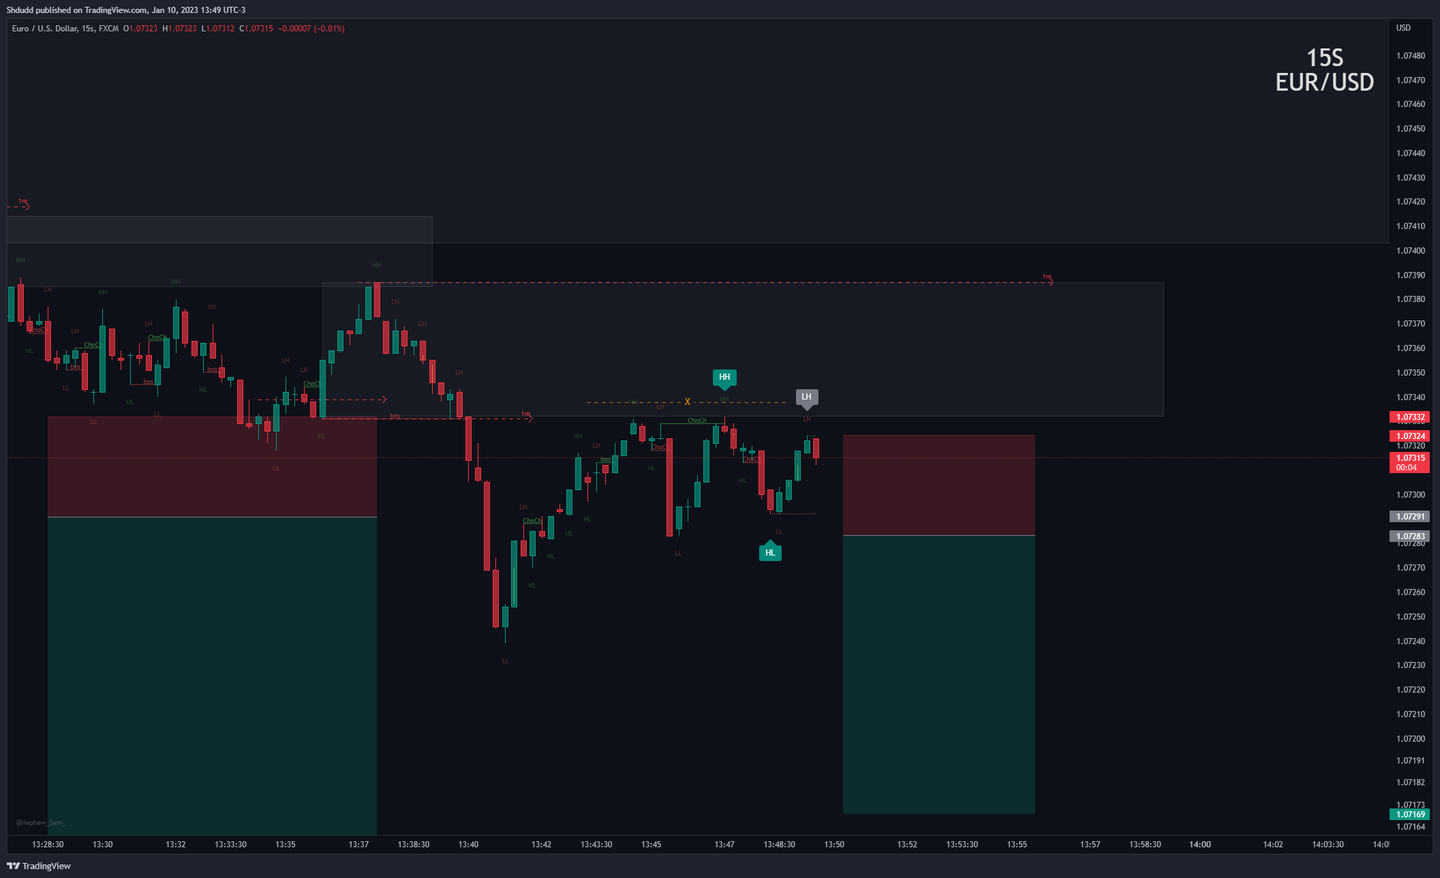 Shdudd published on TradingView.com, Jan 10, 2023 13:49 UTC-3
Euro / U.S. Dollar, 15s, FXCM O1.07323 H1.07323 L1.07312 C1.07315 -0.00007 (-0.01%)
USD
15S
EUR/USD
1.07480
1.07470
1.07460
1.07450
1.07440
1.07430
1.07420
1.07410
1.07400
1.07390
1.07380
1.07370
1.07360
1.07350
1.07340
1.07332
1.07324
1.07320
1.07315
00:04
1.07300
1.07291
1.07283
1.07280
1.07270
1.07260
1.07250
1.07240
1.07230
1.07220
1.07210
1.07200
1.07191
1.07182
1.07173
1.07169
1.07164
1m
HH
HH
LH
HH
HH
LH
LH
LH
LH
ChoCh
LH
ChoCh
ChoCh
HL
bos
bos
bos
LL
HL
HL
LL
LL
LH
LH
ChoCh
HL
LL
1m
LH
LH
LH
bos
1m
X
HH
LH
HH
LH
HH
LH
LH
ChoCh
ChoCh
ChoCh
HH
LH
bos
HL
HL
LH
ChoCh
HL
HL
HL
HL
LL
LL
LL
HL
@Nephew_Sam_
13:28:30 13:30 13:32 13:33:30 13:35 13:37 13:38:30 13:40 13:42 13:43:30 13:45 13:47 13:48:30 13:50 13:52 13:53:30 13:55 13:57 13:58:30 14:00 14:02 14:03:30
TradingView